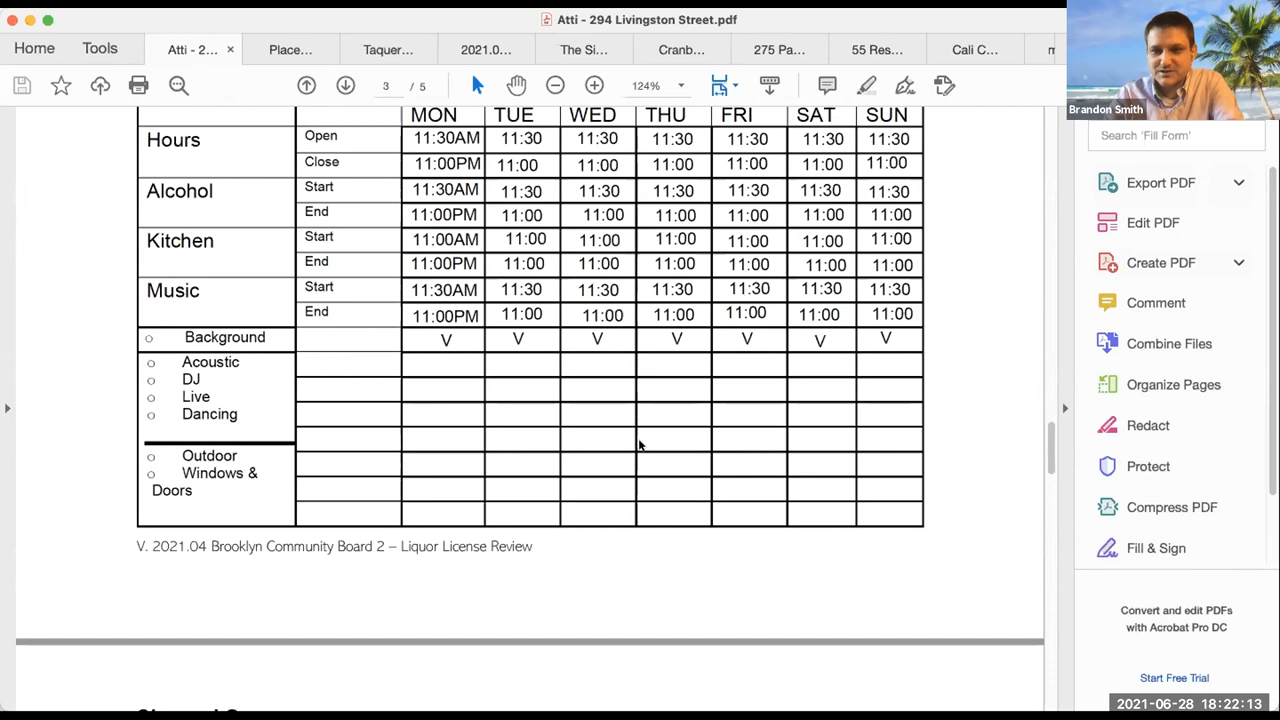 Atti - 294 Livingston Street.pdf
Home Tools Atti - 2... × Place... Taquer... 2021.0... The Si... Cranb... 275 Pa... 55 Res... Cali C...
3 / 5 124%
Brandon Smith
Search 'Fill Form'
MON TUE WED THU FRI SAT SUN
Hours Open 11:30AM 11:30 11:30 11:30 11:30 11:30 11:30
Close 11:00PM 11:00 11:00 11:00 11:00 11:00 11:00
Alcohol Start 11:30AM 11:30 11:30 11:30 11:30 11:30 11:30
End 11:00PM 11:00 11:00 11:00 11:00 11:00 11:00
Kitchen Start 11:00AM 11:00 11:00 11:00 11:00 11:00 11:00
End 11:00PM 11:00 11:00 11:00 11:00 11:00 11:00
Music Start 11:30AM 11:30 11:30 11:30 11:30 11:30 11:30
End 11:00PM 11:00 11:00 11:00 11:00 11:00 11:00
o Background V V V V V V V
o Acoustic
o DJ
o Live
o Dancing
o Outdoor
o Windows &
Doors
V. 2021.04 Brooklyn Community Board 2 – Liquor License Review
Export PDF
Edit PDF
Create PDF
Comment
Combine Files
Organize Pages
Redact
Protect
Compress PDF
Fill & Sign
Convert and edit PDFs
with Acrobat Pro DC
Start Free Trial
2021-06-28 18:22:13